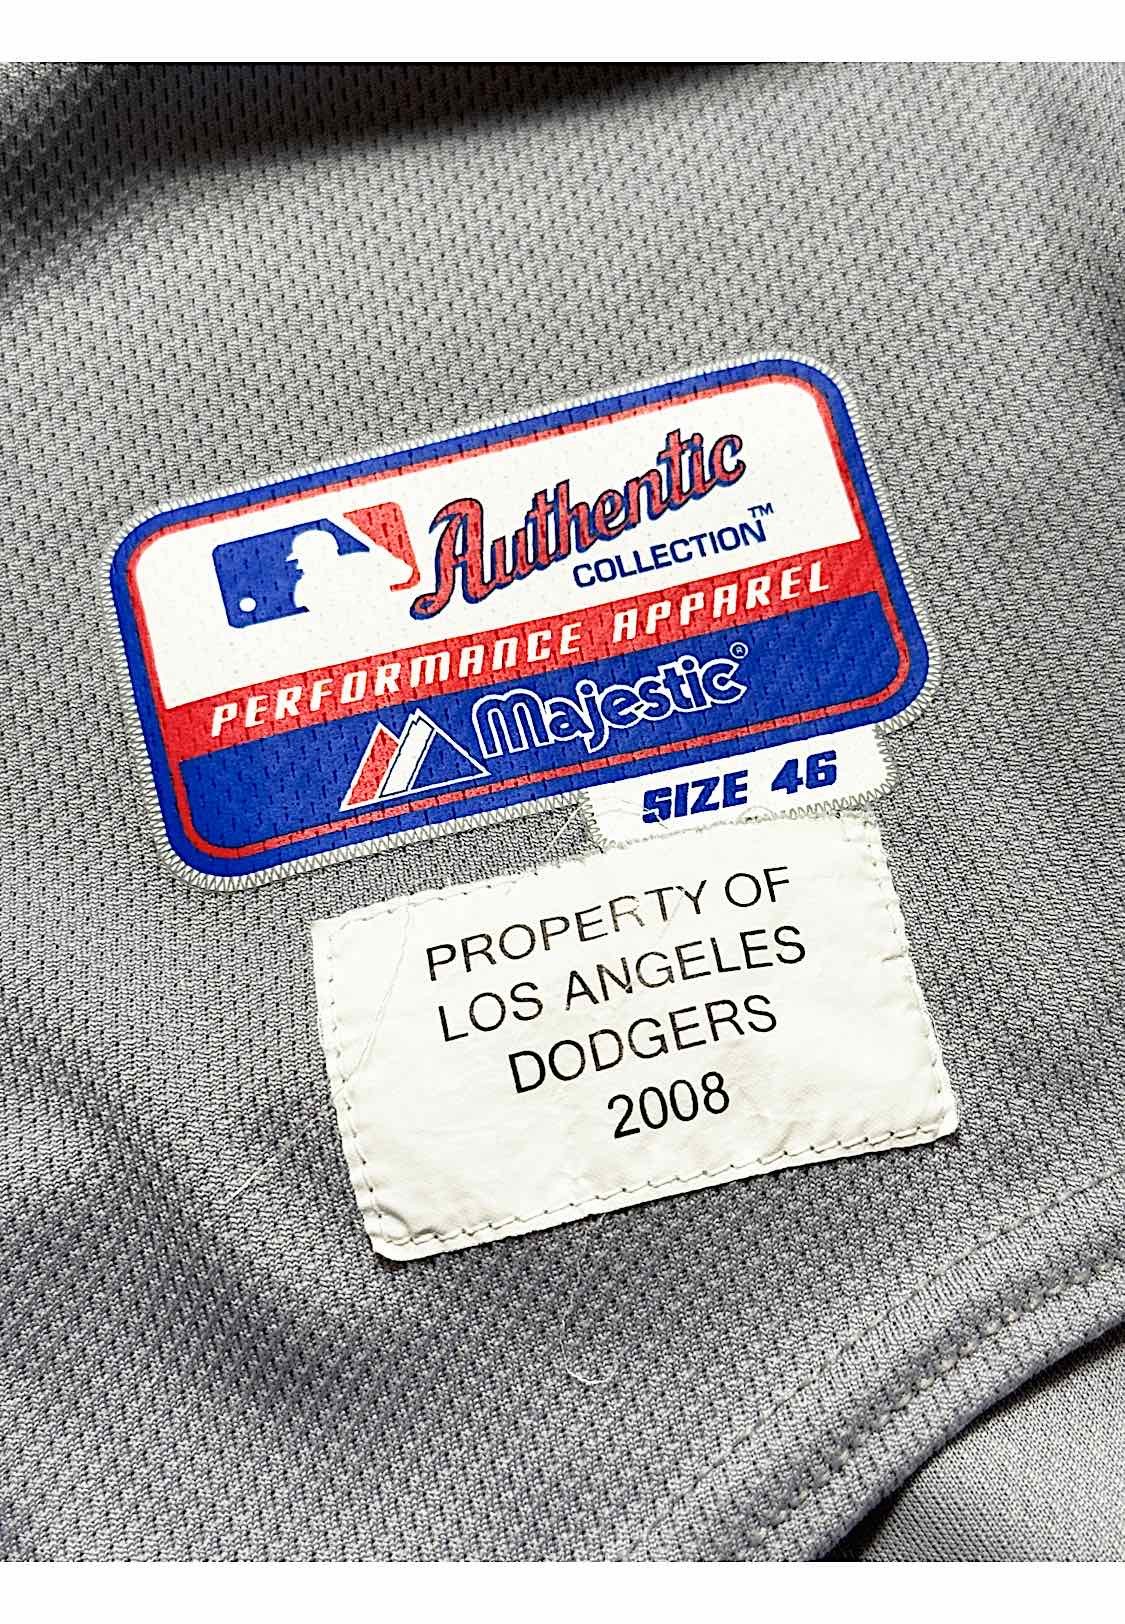 Authentic
COLLECTION™
PERFORMANCE APPAREL
Majestic®
SIZE 46
PROPERTY OF
LOS ANGELES
DODGERS
2008